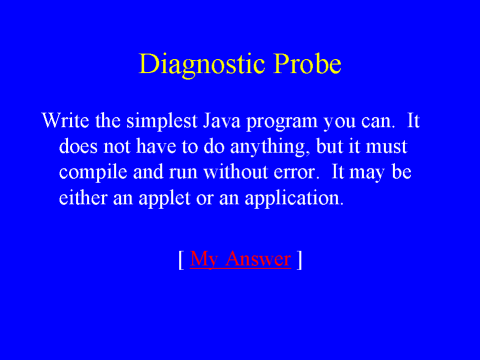 Diagnostic Probe
Write the simplest Java program you can.  It
does not have to do anything, but it must
compile and run without error.  It may be
either an applet or an application.
[ My Answer ]